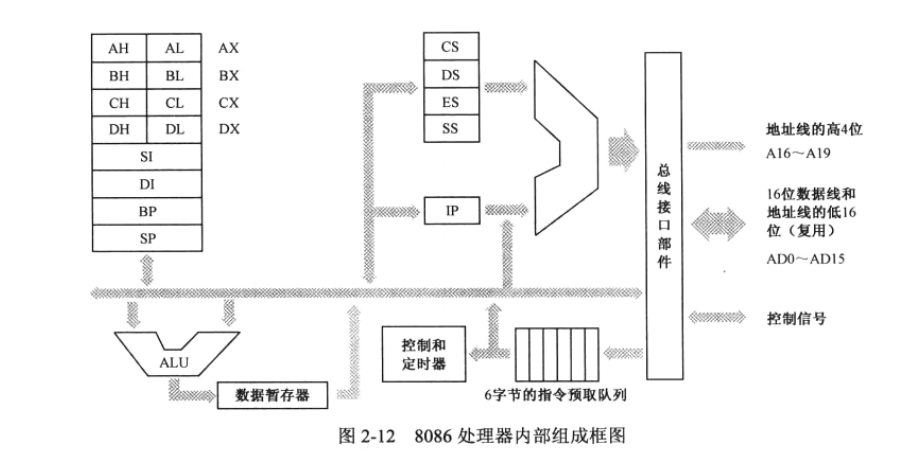 AH AL AX
BH BL BX
CH CL CX
DH DL DX
SI
DI
BP
SP
ALU
数据暂存器
CS
DS
ES
SS
IP
控制和
定时器
6字节的指令预取队列
总线接口部件
地址线的高4位
A16～A19
16位数据线和
地址线的低16
位（复用）
AD0～AD15
控制信号
图 2-12 8086 处理器内部组成框图